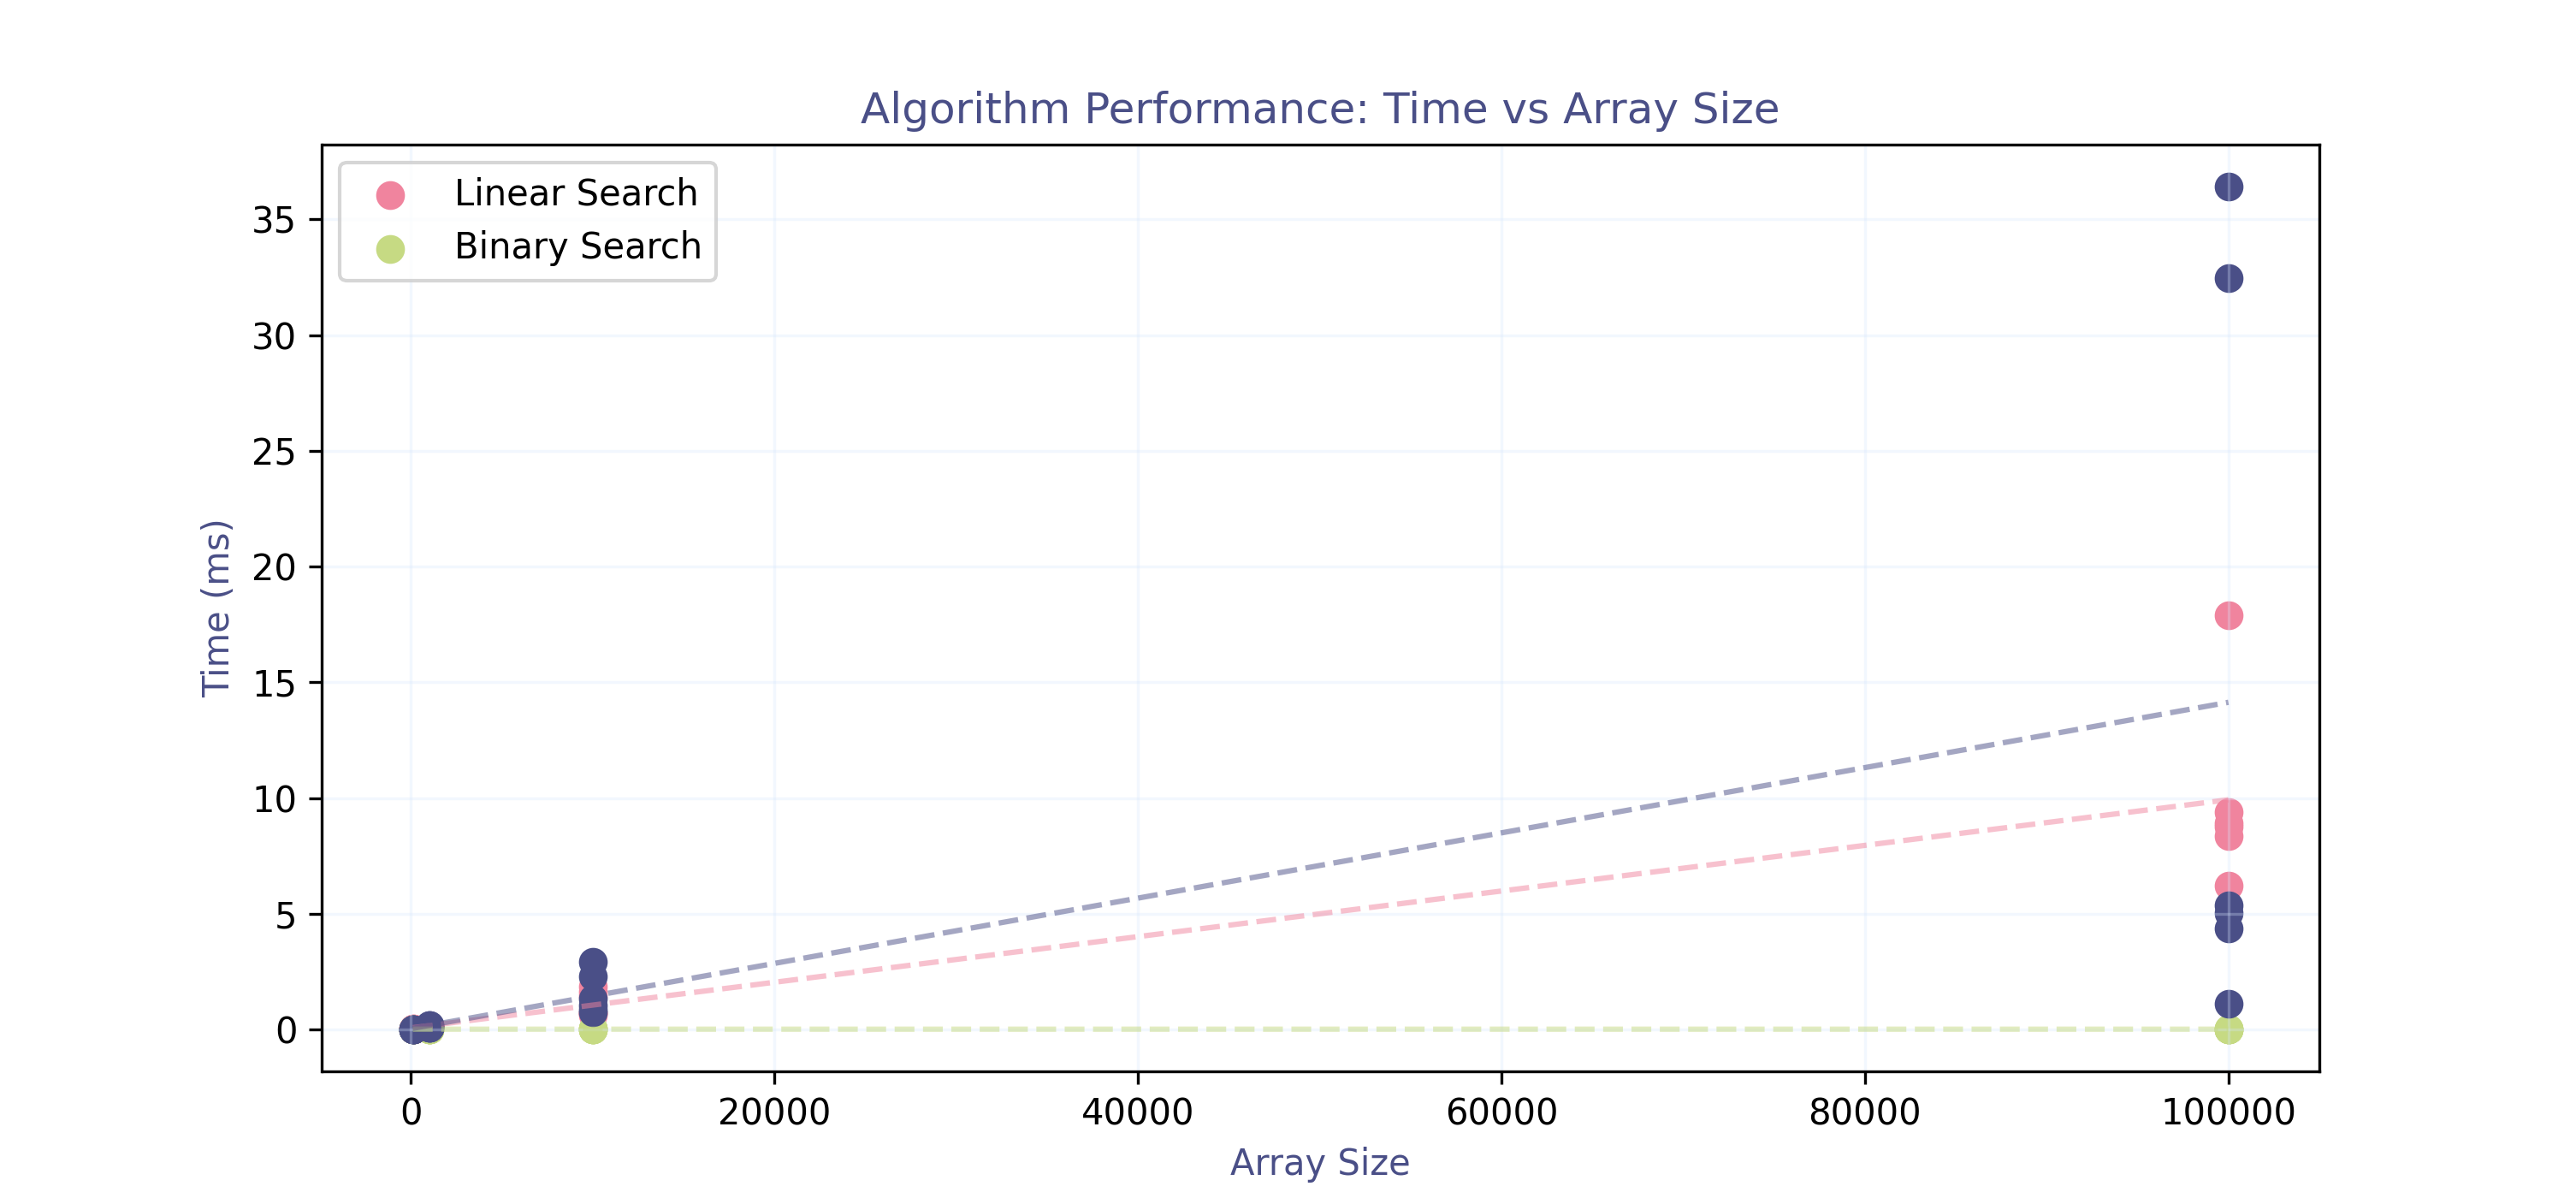 Algorithm Performance: Time vs Array Size
Linear Search
Binary Search
35
30
25
20
15
10
5
0
Time (ms)
0 20000 40000 60000 80000 100000
Array Size